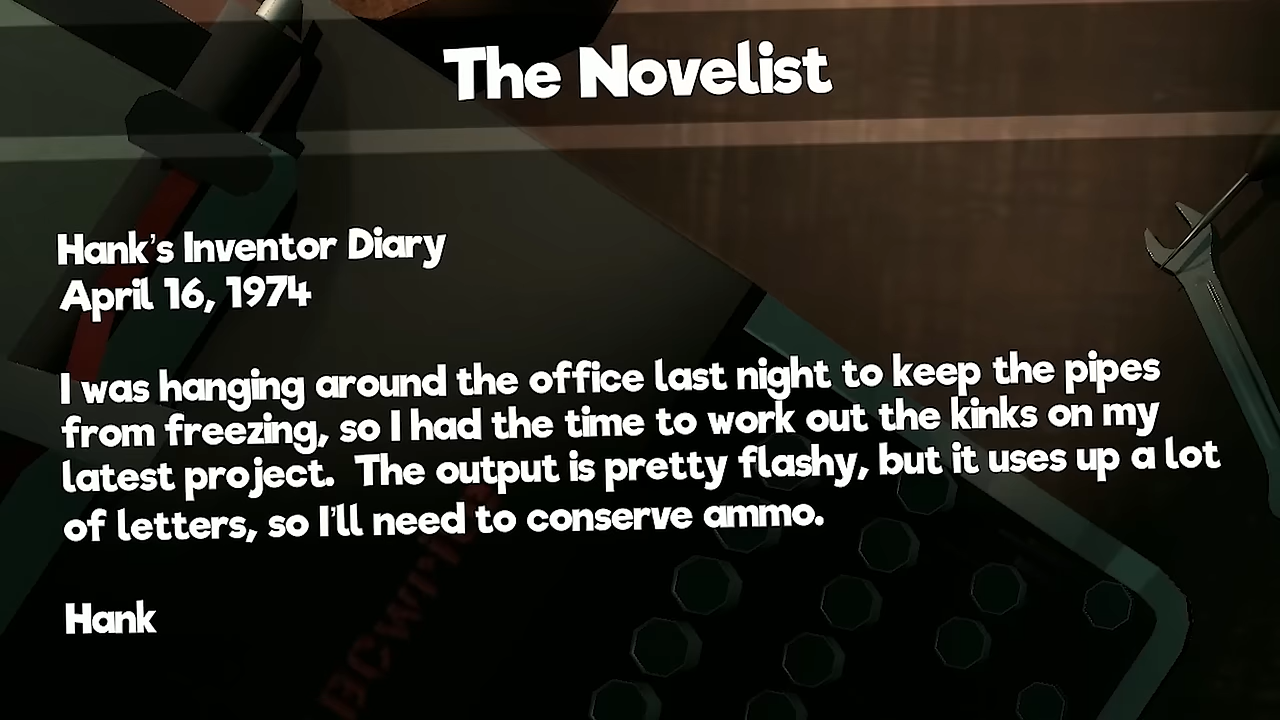 The Novelist
Hank's Inventor Diary
April 16, 1974
I was hanging around the office last night to keep the pipes
from freezing, so I had the time to work out the kinks on my
latest project.  The output is pretty flashy, but it uses up a lot
of letters, so I'll need to conserve ammo.
Hank